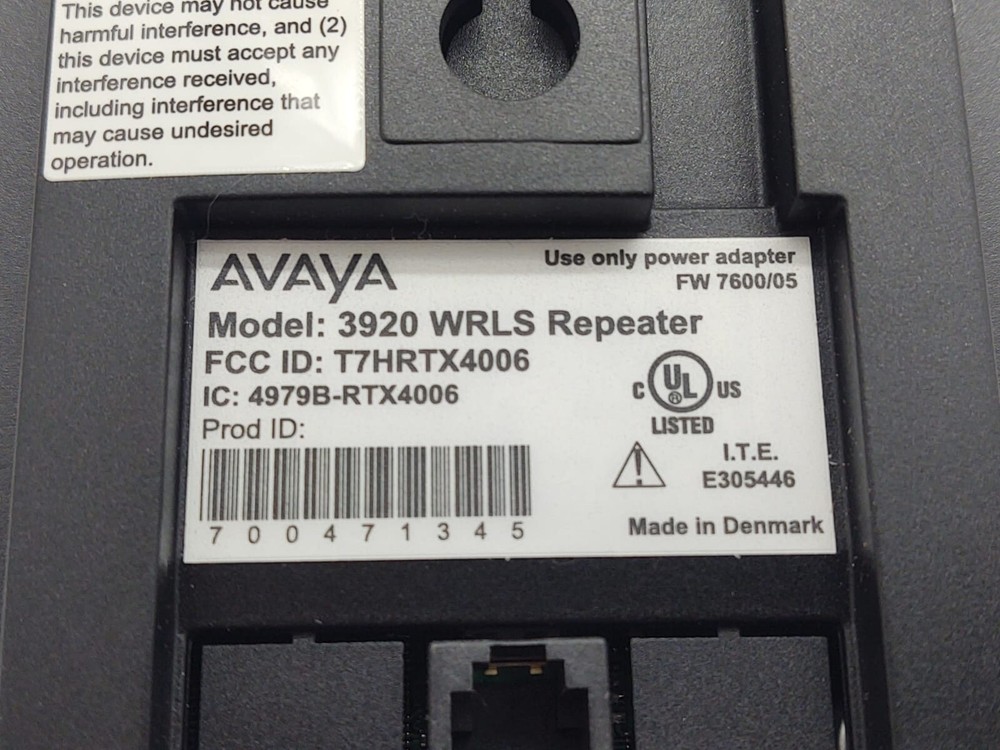 This device may not cause
harmful interference, and (2)
this device must accept any
interference received,
including interference that
may cause undesired
operation.
AVAYA
Use only power adapter
FW 7600/05
Model: 3920 WRLS Repeater
FCC ID: T7HRTX4006
IC: 4979B-RTX4006
Prod ID:
C UL ® US
LISTED
I.T.E.
E305446
700471345
Made in Denmark